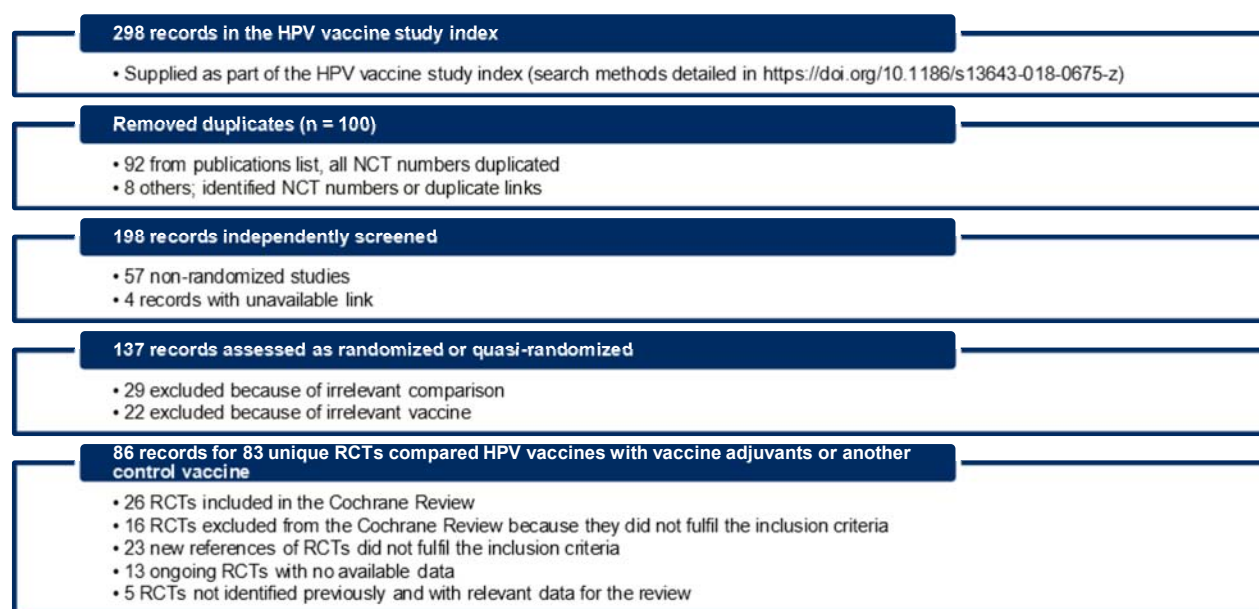 298 records in the HPV vaccine study index
• Supplied as part of the HPV vaccine study index (search methods detailed in https://doi.org/10.1186/s13643-018-0675-z)
Removed duplicates (n = 100)
• 92 from publications list, all NCT numbers duplicated
• 8 others; identified NCT numbers or duplicate links
198 records independently screened
• 57 non-randomized studies
• 4 records with unavailable link
137 records assessed as randomized or quasi-randomized
• 29 excluded because of irrelevant comparison
• 22 excluded because of irrelevant vaccine
86 records for 83 unique RCTs compared HPV vaccines with vaccine adjuvants or another
control vaccine
• 26 RCTs included in the Cochrane Review
• 16 RCTs excluded from the Cochrane Review because they did not fulfil the inclusion criteria
• 23 new references of RCTs did not fulfil the inclusion criteria
• 13 ongoing RCTs with no available data
• 5 RCTs not identified previously and with relevant data for the review